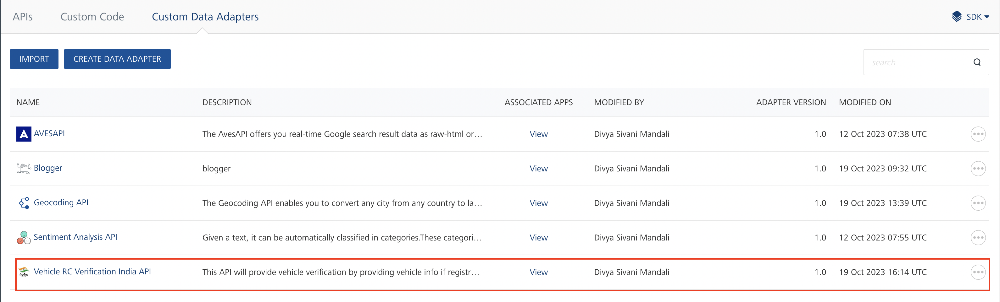 APIs Custom Code Custom Data Adapters SDK
IMPORT CREATE DATA ADAPTER search
NAME DESCRIPTION ASSOCIATED APPS MODIFIED BY ADAPTER VERSION MODIFIED ON
A AVESAPI The AvesAPI offers you real-time Google search result data as raw-html or… View Divya Sivani Mandali 1.0 12 Oct 2023 07:38 UTC
Blogger blogger View Divya Sivani Mandali 1.0 19 Oct 2023 09:32 UTC
Geocoding API The Geocoding API enables you to convert any city from any country to la… View Divya Sivani Mandali 1.0 19 Oct 2023 13:39 UTC
Sentiment Analysis API Given a text, it can be automatically classified in categories.These categori… View Divya Sivani Mandali 1.0 12 Oct 2023 07:55 UTC
India Vehicle RC Verification India API This API will provide vehicle verification by providing vehicle info if registr… View Divya Sivani Mandali 1.0 19 Oct 2023 16:14 UTC